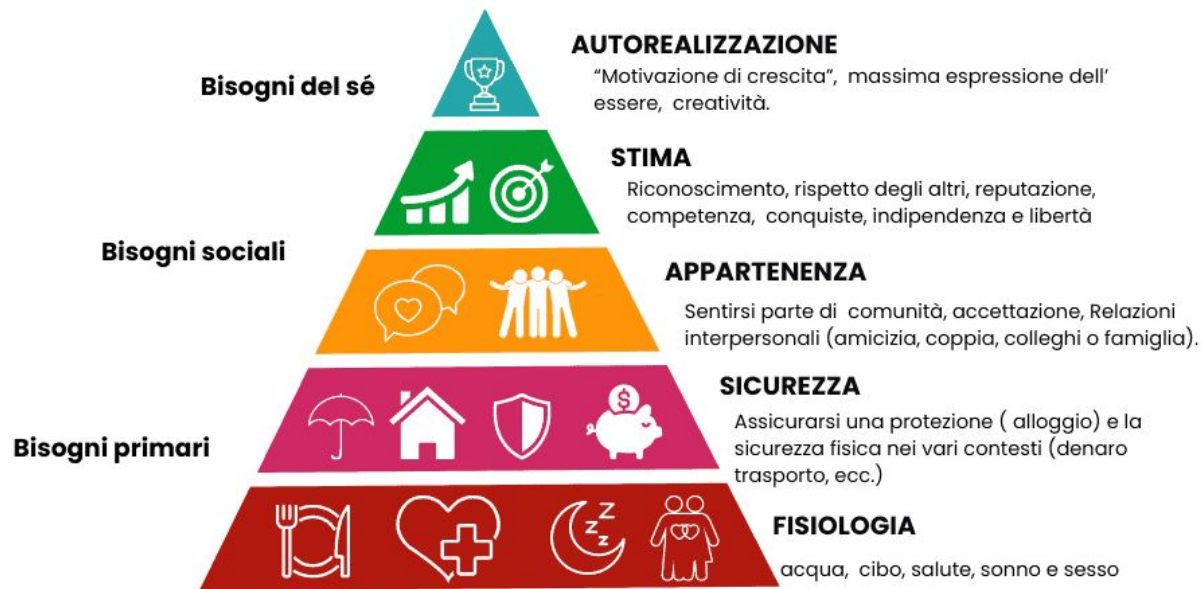 Bisogni del sé
AUTOREALIZZAZIONE
“Motivazione di crescita”, massima espressione dell’
essere, creatività.
STIMA
Riconoscimento, rispetto degli altri, reputazione,
competenza, conquiste, indipendenza e libertà
Bisogni sociali
APPARTENENZA
Sentirsi parte di comunità, accettazione, Relazioni
interpersonali (amicizia, coppia, colleghi o famiglia).
Bisogni primari
SICUREZZA
$
Assicurarsi una protezione ( alloggio) e la
sicurezza fisica nei vari contesti (denaro
trasporto, ecc.)
FISIOLOGIA
z z z
acqua, cibo, salute, sonno e sesso